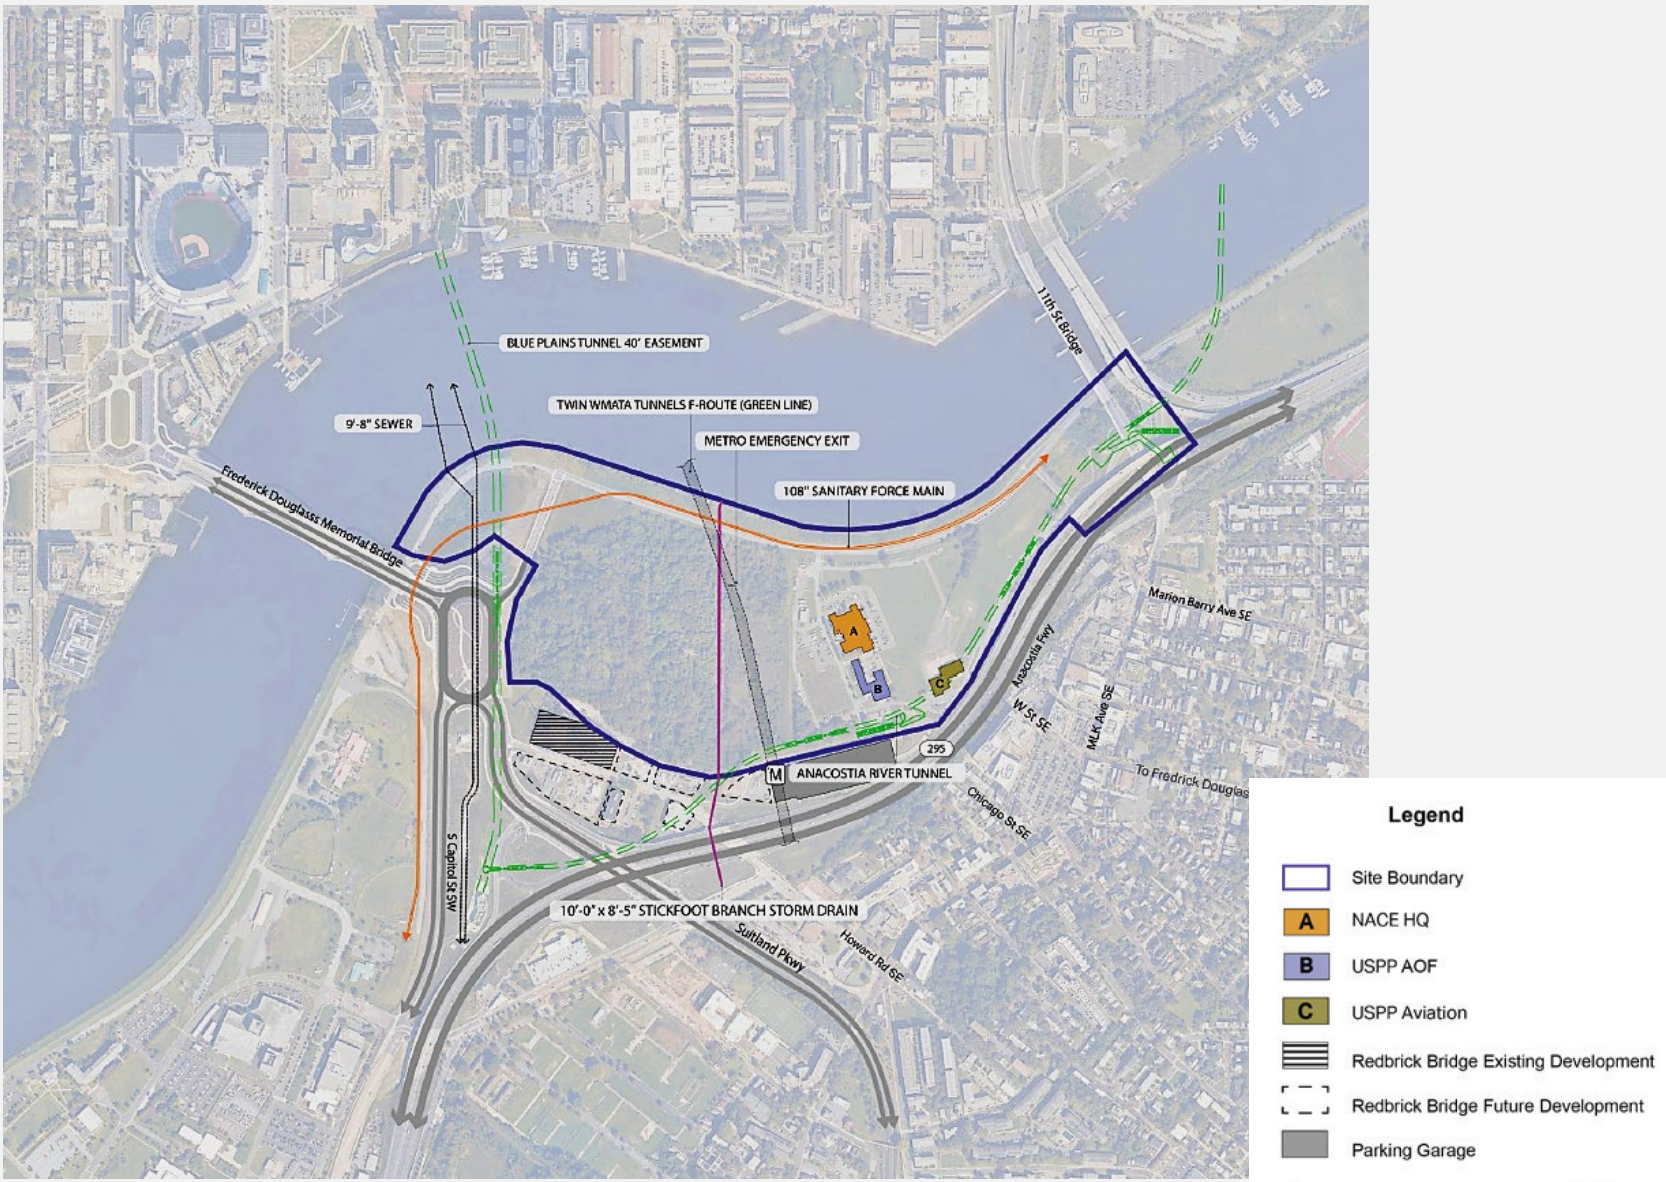 11th St Bridge
BLUE PLAINS TUNNEL 40' EASEMENT
TWIN WMATA TUNNELS F-ROUTE (GREEN LINE)
9'-8" SEWER
METRO EMERGENCY EXIT
Frederick Douglasss Memorial Bridge
108" SANITARY FORCE MAIN
Marion Barry Ave SE
A
B
C
Anacostia Fwy
W St SE
MLK Ave SE
295
M
ANACOSTIA RIVER TUNNEL
To Fredrick Douglas
Chicago St SE
S Capitol St SW
10'-0" x 8'-5" STICKFOOT BRANCH STORM DRAIN
Suitland Pkwy
Howard Rd SE
Legend
Site Boundary
A NACE HQ
B USPP AOF
C USPP Aviation
Redbrick Bridge Existing Development
Redbrick Bridge Future Development
Parking Garage